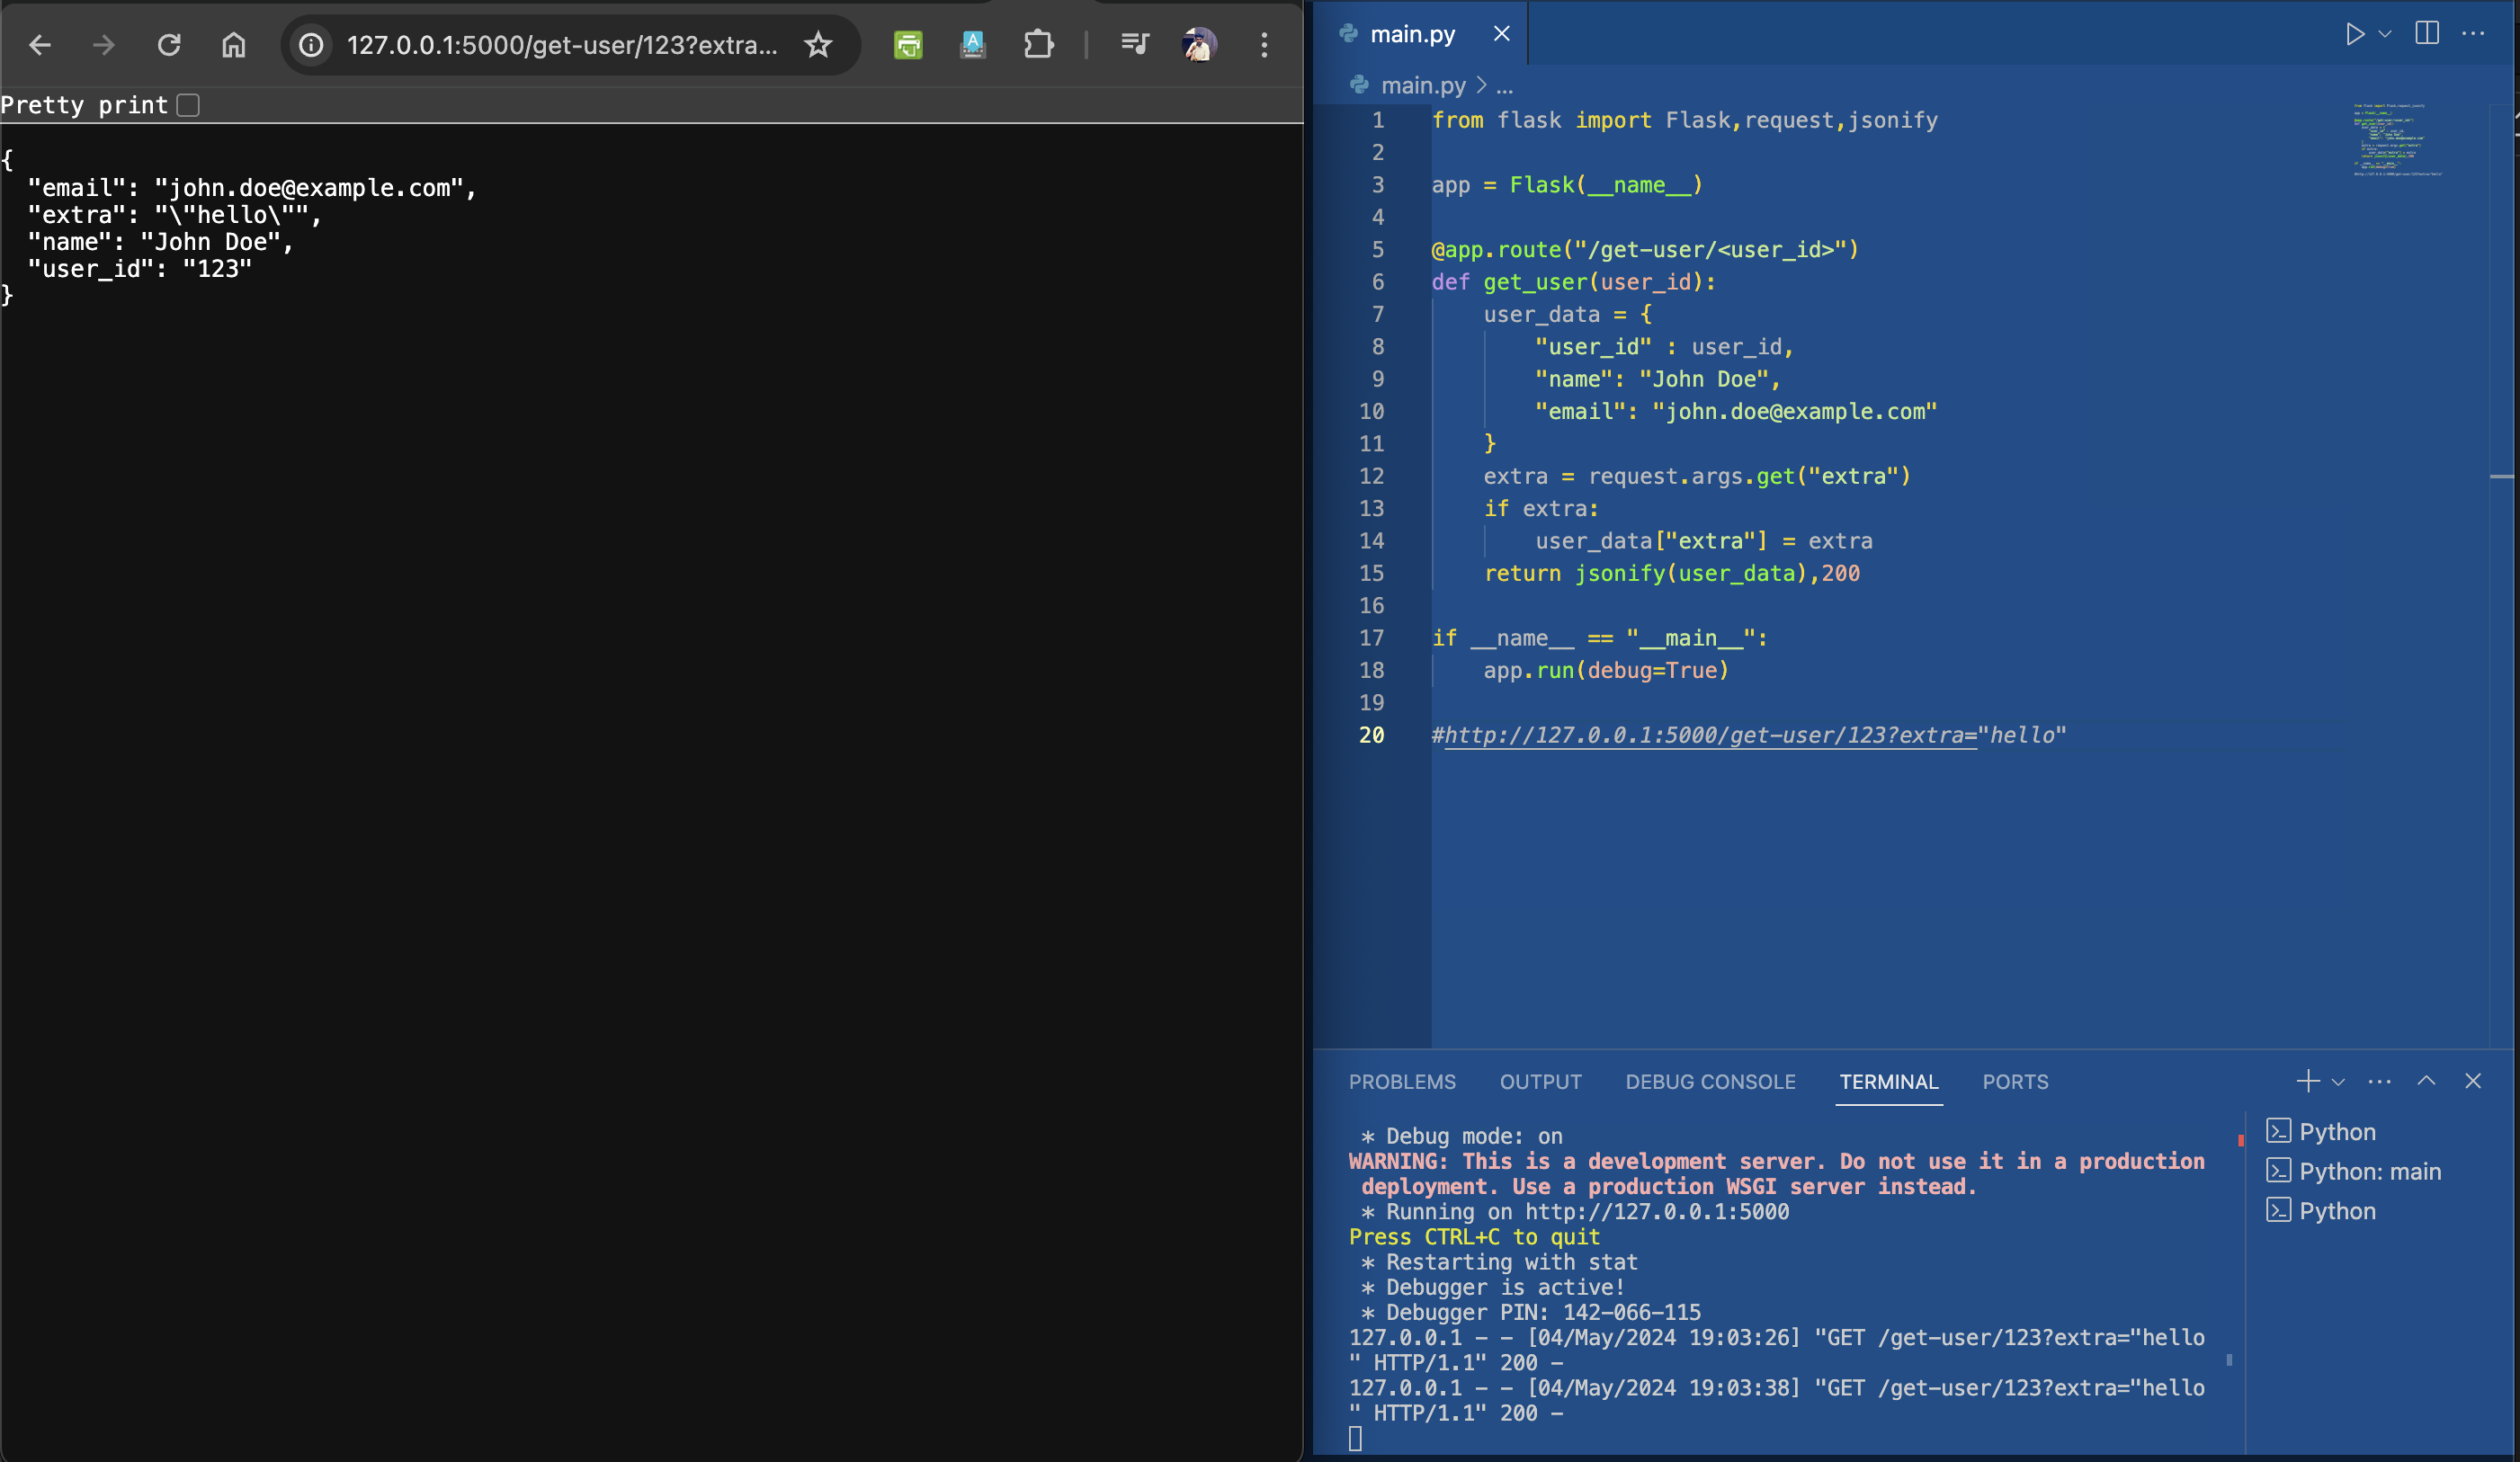 127.0.0.1:5000/get-user/123?extra...
Pretty print
{
  "email": "john.doe@example.com",
  "extra": "\"hello\"",
  "name": "John Doe",
  "user_id": "123"
}
main.py
main.py > ...
1 from flask import Flask,request,jsonify
2
3 app = Flask(__name__)
4
5 @app.route("/get-user/<user_id>")
6 def get_user(user_id):
7     user_data = {
8         "user_id" : user_id,
9         "name": "John Doe",
10         "email": "john.doe@example.com"
11     }
12     extra = request.args.get("extra")
13     if extra:
14         user_data["extra"] = extra
15     return jsonify(user_data),200
16
17 if __name__ == "__main__":
18     app.run(debug=True)
19
20 #http://127.0.0.1:5000/get-user/123?extra="hello"
PROBLEMS OUTPUT DEBUG CONSOLE TERMINAL PORTS
 * Debug mode: on
WARNING: This is a development server. Do not use it in a production
 deployment. Use a production WSGI server instead.
 * Running on http://127.0.0.1:5000
Press CTRL+C to quit
 * Restarting with stat
 * Debugger is active!
 * Debugger PIN: 142-066-115
127.0.0.1 - - [04/May/2024 19:03:26] "GET /get-user/123?extra="hello
" HTTP/1.1" 200 -
127.0.0.1 - - [04/May/2024 19:03:38] "GET /get-user/123?extra="hello
" HTTP/1.1" 200 -
Python
Python: main
Python